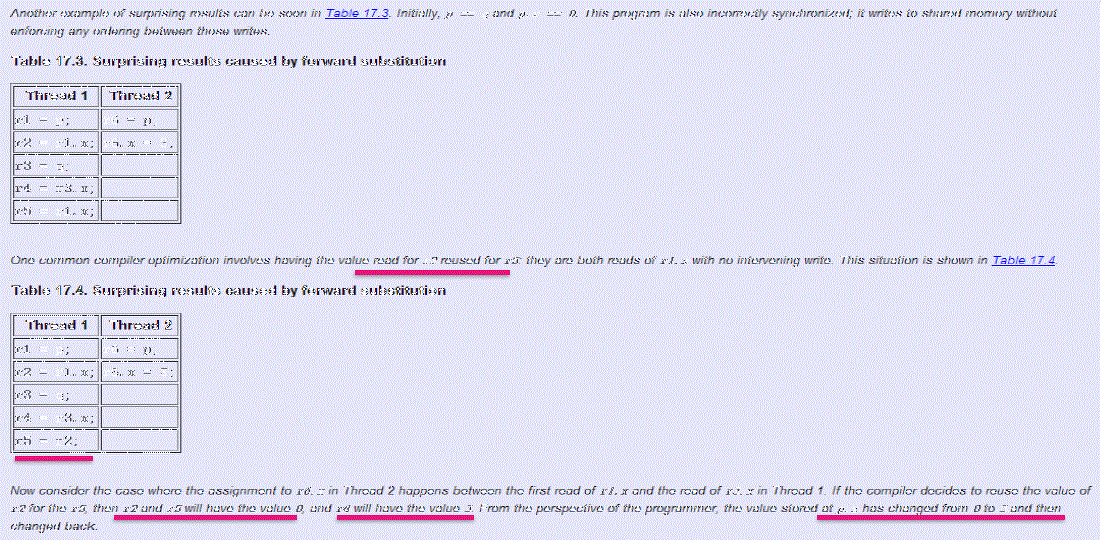 Another example of surprising results can be seen in Table 17.3. Initially, and 0. This program is also incorrectly synchronized; it writes to shared memory without
enforcing any ordering between those writes.
Table 17.3. Surprising results caused by forward substitution
Thread 1 Thread 2
r1 = p;
r2 = r1.x;
r3 =
r4 = r3.x;
r5 = r1.x;
One common compiler optimization involves having the value read for r2 reused for r5: they are both reads of r1.x with no intervening write. This situation is shown in Table 17.4.
Table 17.4. Surprising results caused by forward substitution
Thread 1 Thread 2
r1 =
r2 = r1.x;
r3 =
r4 = r3.x;
r5 = r2;
Now consider the case where the assignment to r6.x in Thread 2 happens between the first read of r1.x and the read of r3.x in Thread 1. If the compiler decides to reuse the value of
r2 for the r5, then r2 and r5 will have the value 0, and r4 will have the value 3. From the perspective of the programmer, the value stored at p.x has changed from 0 to 3 and then
changed back.